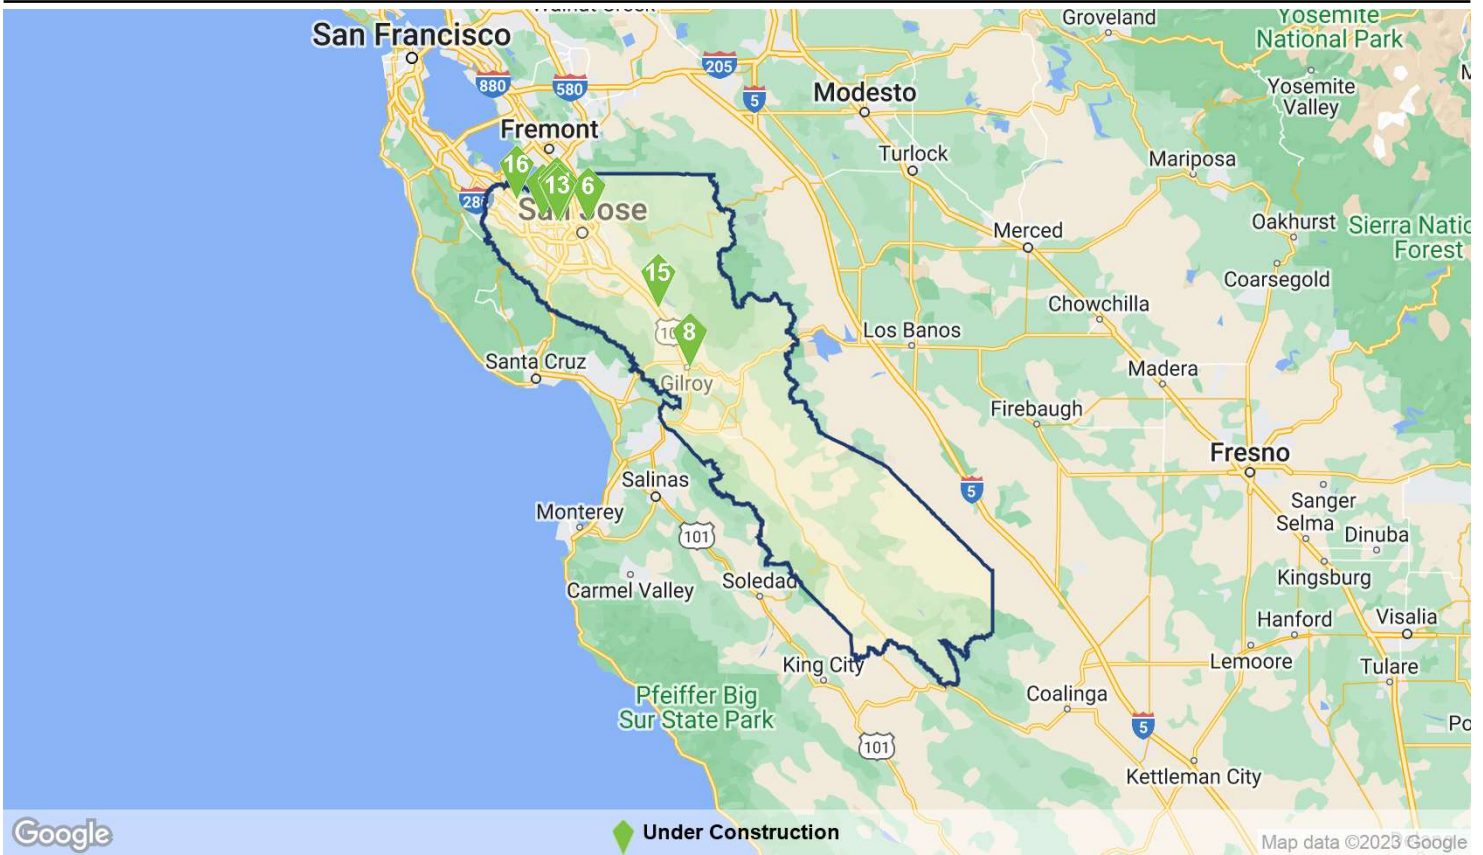 Groveland
Yosemite
National Park
San Francisco
205
880
580
5
Modesto
Yosemite
Valley
Fremont
Turlock
Mariposa
16
13
6
280
San Jose
Oakhurst
Merced
Sierra Natio
Forest
15
Coarsegold
Chowchilla
8
Los Banos
Santa Cruz
Gilroy
Madera
Firebaugh
Fresno
Salinas
5
Sanger
Monterey
Selma
101
Dinuba
Soledad
Carmel Valley
Kingsburg
Hanford
Visalia
King City
Lemoore
Tulare
Pfeiffer Big
Sur State Park
Coalinga
5
Po
101
Kettleman City
Google
Under Construction
Map data ©2023 Google